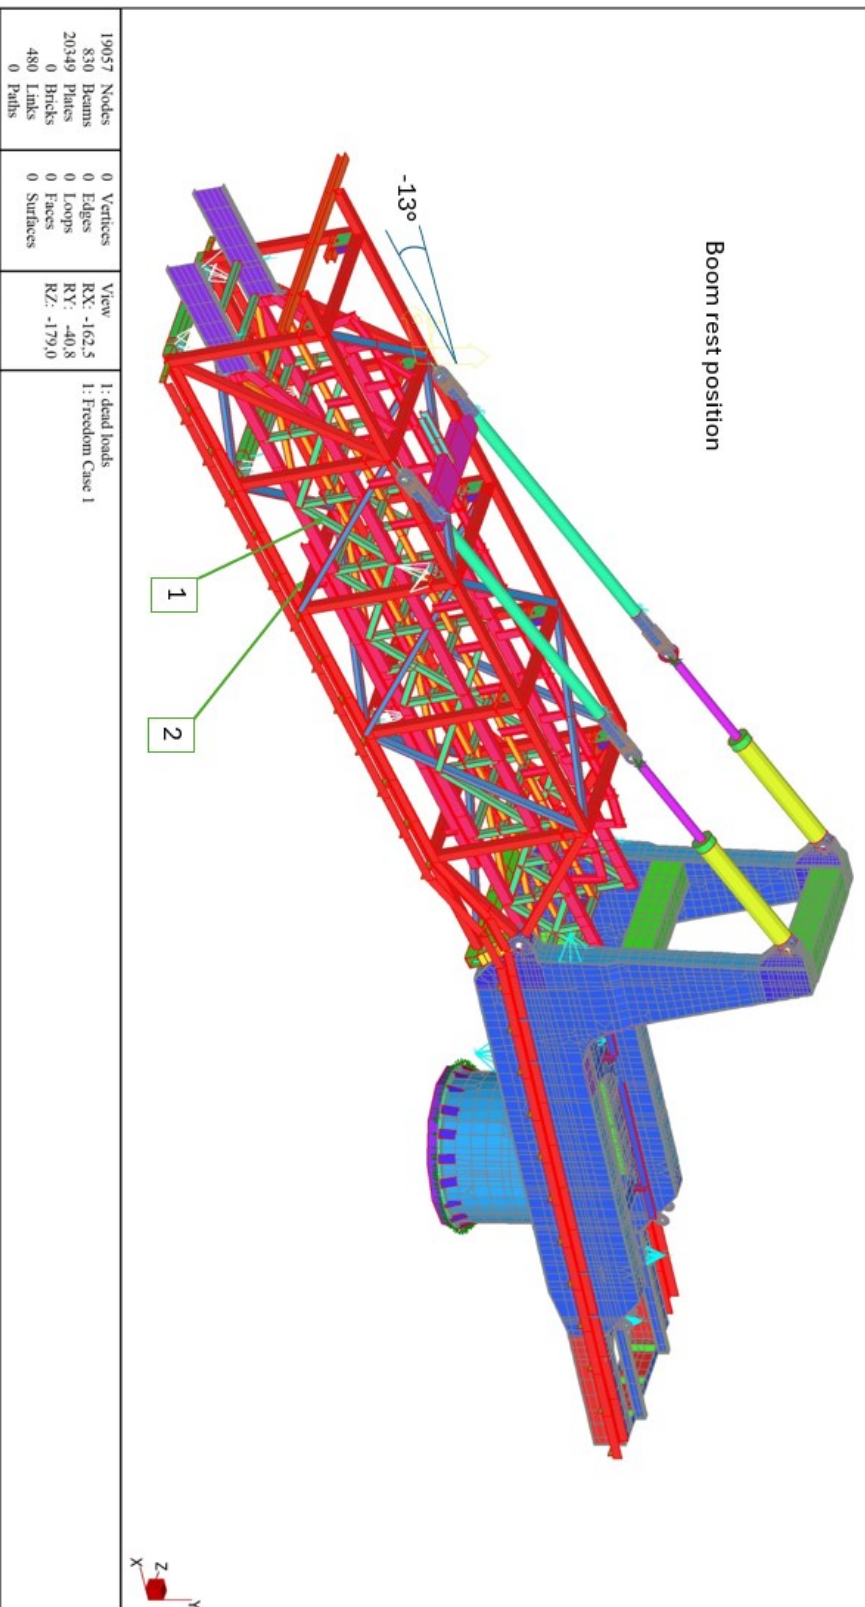 Boom rest position
-13°
1
2
19057 Nodes
830 Beams
20349 Plates
0 Bricks
480 Links
0 Paths
0 Vertices
0 Edges
0 Loops
0 Faces
0 Surfaces
View
RX: -162,5
RY: -40,8
RZ: -179,0
1: dead loads
1: Freedom Case 1
Z
X
Y